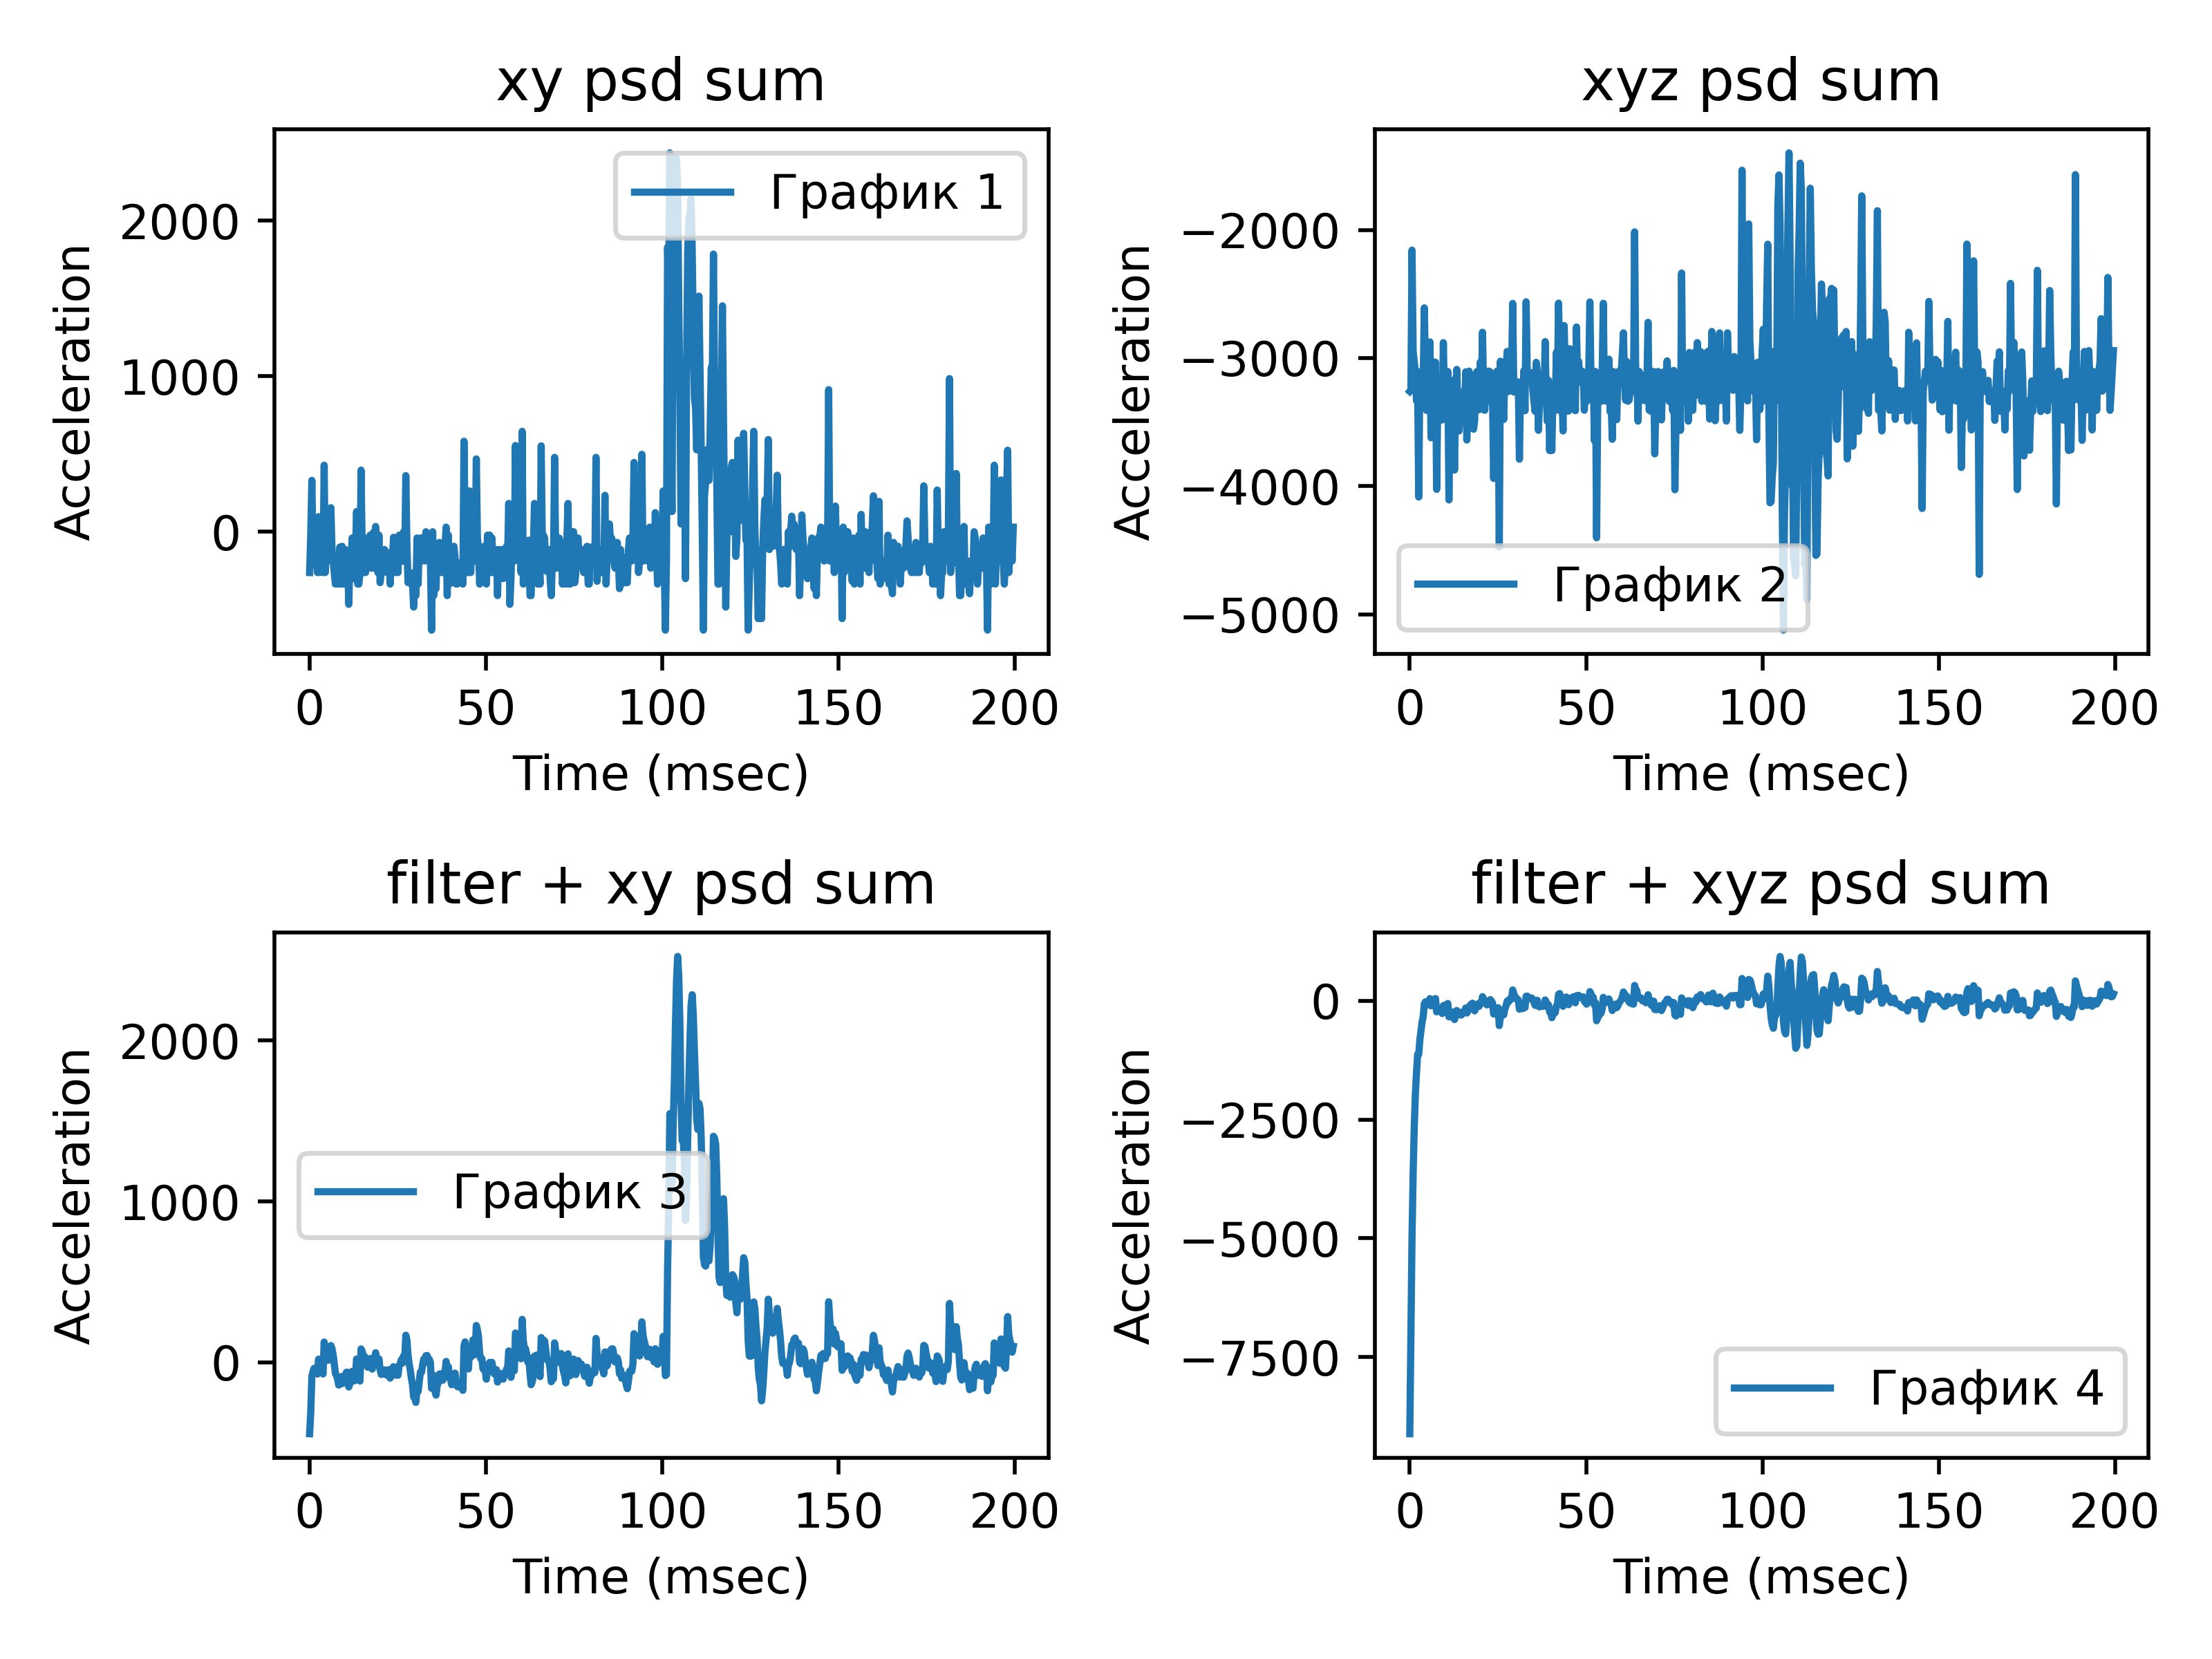 xy psd sum
Acceleration
2000
1000
0
График 1
0 50 100 150 200
Time (msec)
xyz psd sum
Acceleration
−2000
−3000
−4000
−5000
График 2
0 50 100 150 200
Time (msec)
filter + xy psd sum
Acceleration
2000
1000
0
График 3
0 50 100 150 200
Time (msec)
filter + xyz psd sum
Acceleration
0
−2500
−5000
−7500
График 4
0 50 100 150 200
Time (msec)